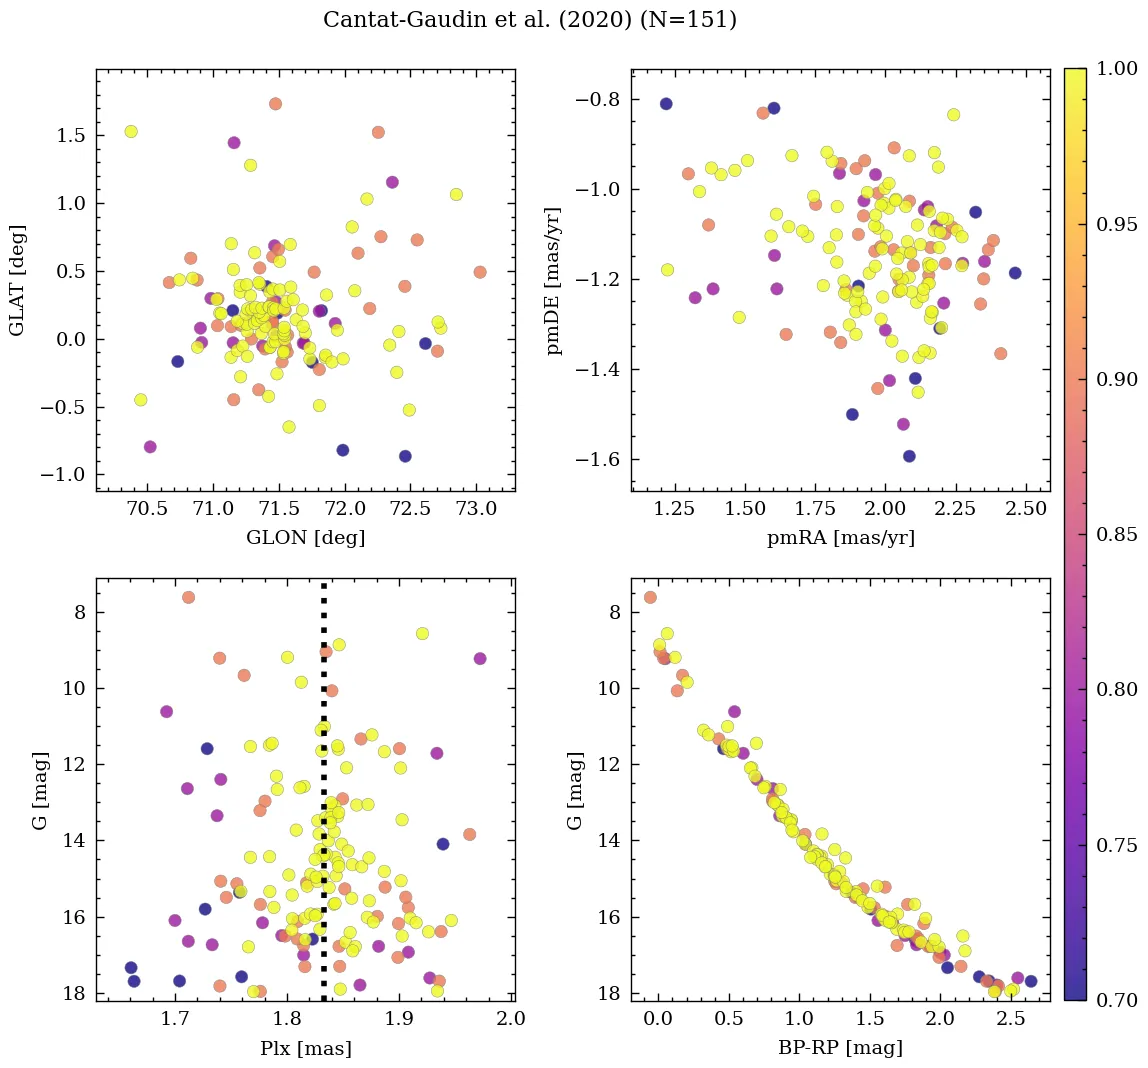 Cantat-Gaudin et al. (2020) (N=151)
GLAT [deg]
1.5
1.0
0.5
0.0
−0.5
−1.0
70.5 71.0 71.5 72.0 72.5 73.0
GLON [deg]
pmDE [mas/yr]
−0.8
−1.0
−1.2
−1.4
−1.6
1.25 1.50 1.75 2.00 2.25 2.50
pmRA [mas/yr]
1.00
0.95
0.90
0.85
0.80
0.75
0.70
G [mag]
8
10
12
14
16
18
1.7 1.8 1.9 2.0
Plx [mas]
G [mag]
8
10
12
14
16
18
0.0 0.5 1.0 1.5 2.0 2.5
BP-RP [mag]